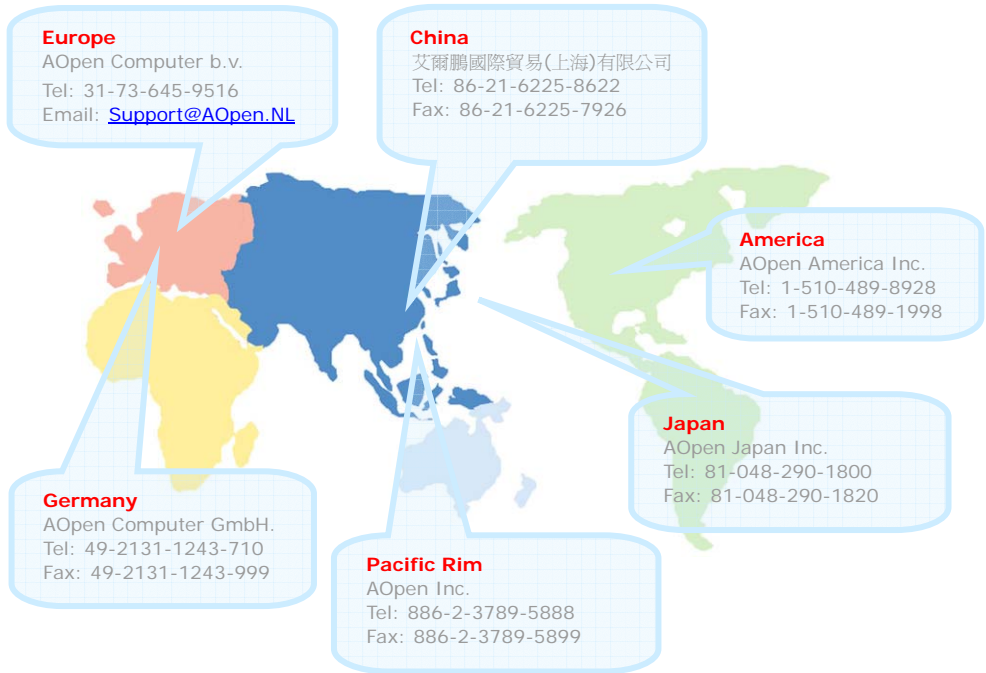 Europe
AOpen Computer b.v.
Tel: 31-73-645-9516
Email: Support@AOpen.NL
China
艾爾鵬國際貿易(上海)有限公司
Tel: 86-21-6225-8622
Fax: 86-21-6225-7926
America
AOpen America Inc.
Tel: 1-510-489-8928
Fax: 1-510-489-1998
Japan
AOpen Japan Inc.
Tel: 81-048-290-1800
Fax: 81-048-290-1820
Germany
AOpen Computer GmbH.
Tel: 49-2131-1243-710
Fax: 49-2131-1243-999
Pacific Rim
AOpen Inc.
Tel: 886-2-3789-5888
Fax: 886-2-3789-5899